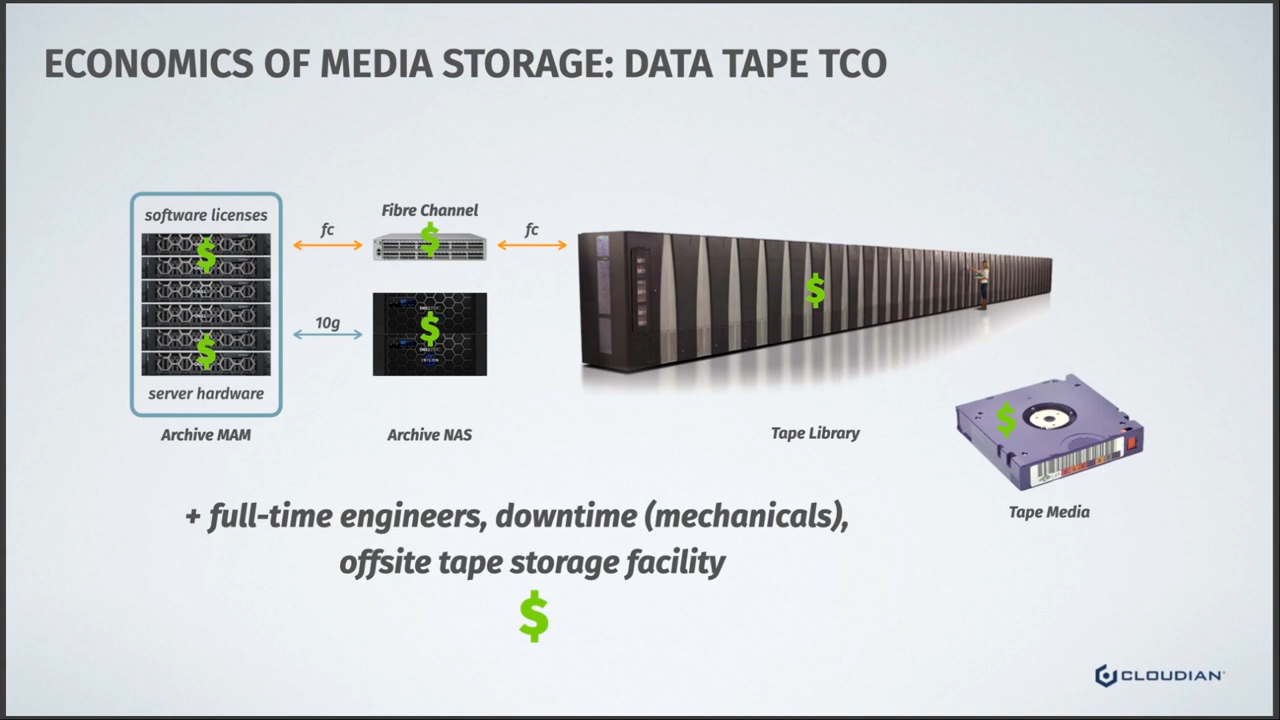 ECONOMICS OF MEDIA STORAGE: DATA TAPE TCO
software licenses
$
$
server hardware
Archive MAM
fc
10g
Fibre Channel
$
$
Archive NAS
fc
$
Tape Library
$
Tape Media
+ full-time engineers, downtime (mechanicals),
offsite tape storage facility
$
CLOUDIAN